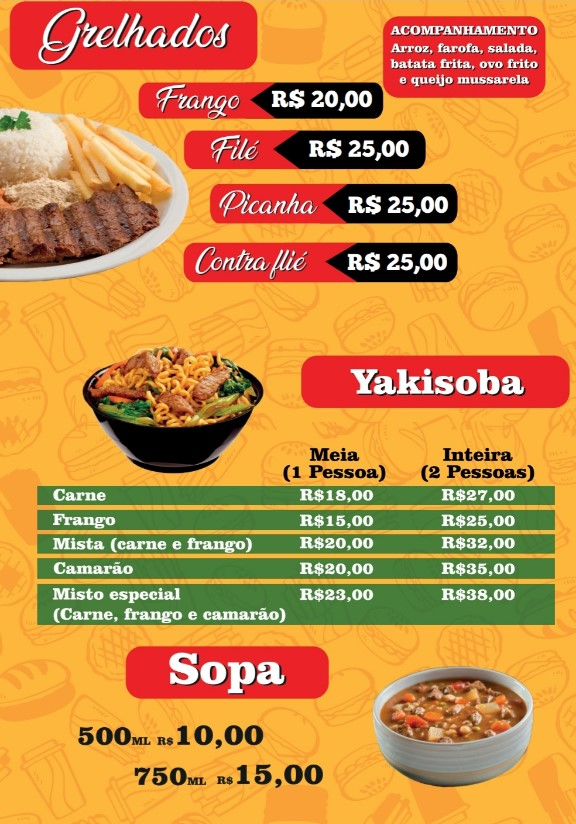 Grelhados
ACOMPANHAMENTO
Arroz, farofa, salada,
batata frita, ovo frito
e queijo mussarela
Frango R$ 20,00
Filé R$ 25,00
Picanha R$ 25,00
Contra flié R$ 25,00
Yakisoba
Meia Inteira
(1 Pessoa) (2 Pessoas)
Carne R$18,00 R$27,00
Frango R$15,00 R$25,00
Mista (carne e frango) R$20,00 R$32,00
Camarão R$20,00 R$35,00
Misto especial R$23,00 R$38,00
(Carne, frango e camarão)
Sopa
500ML R$10,00
750ML R$15,00